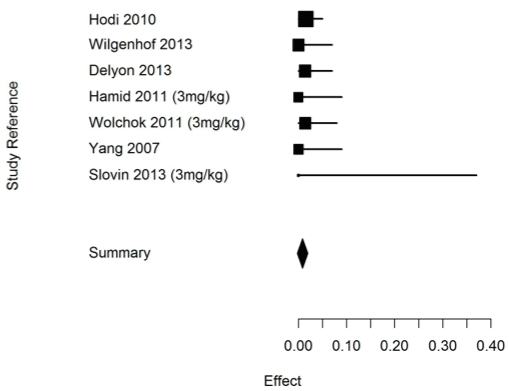 Study Reference
Hodi 2010
Wilgenhof 2013
Delyon 2013
Hamid 2011 (3mg/kg)
Wolchok 2011 (3mg/kg)
Yang 2007
Slovin 2013 (3mg/kg)
Summary
0.00 0.10 0.20 0.30 0.40
Effect